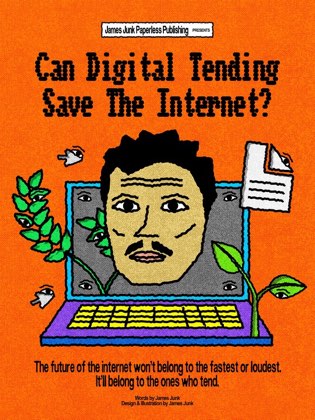 James Junk Paperless Publishing PRESENTS
Can Digital Tending
Save The Internet?
The future of the internet won't belong to the fastest or loudest.
It'll belong to the ones who tend.
Words by James Junk
Design & Illustration by James Junk